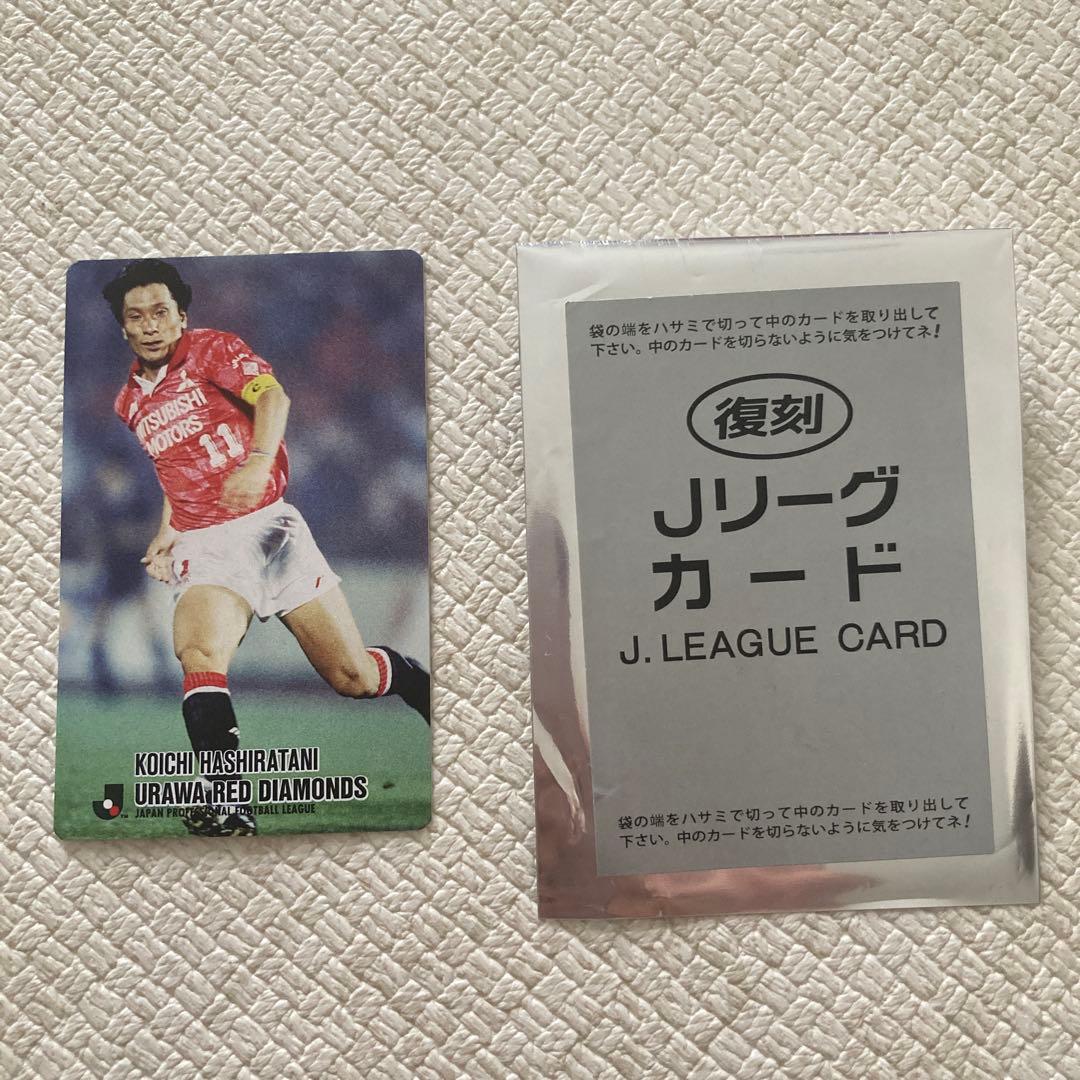 MITSUBISHI
MOTORS
11
KOICHI HASHIRATANI
URAWA RED DIAMONDS
JAPAN PROFESSIONAL FOOTBALL LEAGUE
TM
袋の端をハサミで切って中のカードを取り出して
下さい。中のカードを切らないように気をつけてネ!
復刻
Jリーグ
カード
J. LEAGUE CARD
袋の端をハサミで切って中のカードを取り出して
下さい。中のカードを切らないように気をつけてネ!